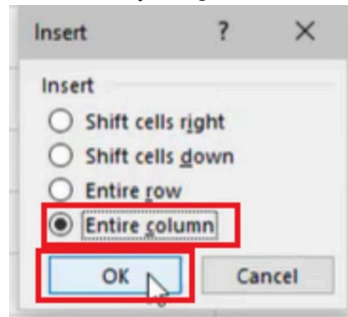 Insert ? ×
Insert
Shift cells right
Shift cells down
Entire row
Entire column
OK Cancel